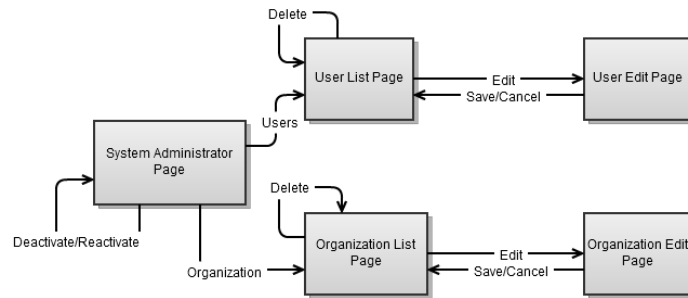 Delete
User List Page
Edit
Save/Cancel
User Edit Page
Users
System Administrator
Page
Deactivate/Reactivate
Delete
Organization List
Page
Organization
Edit
Save/Cancel
Organization Edit
Page